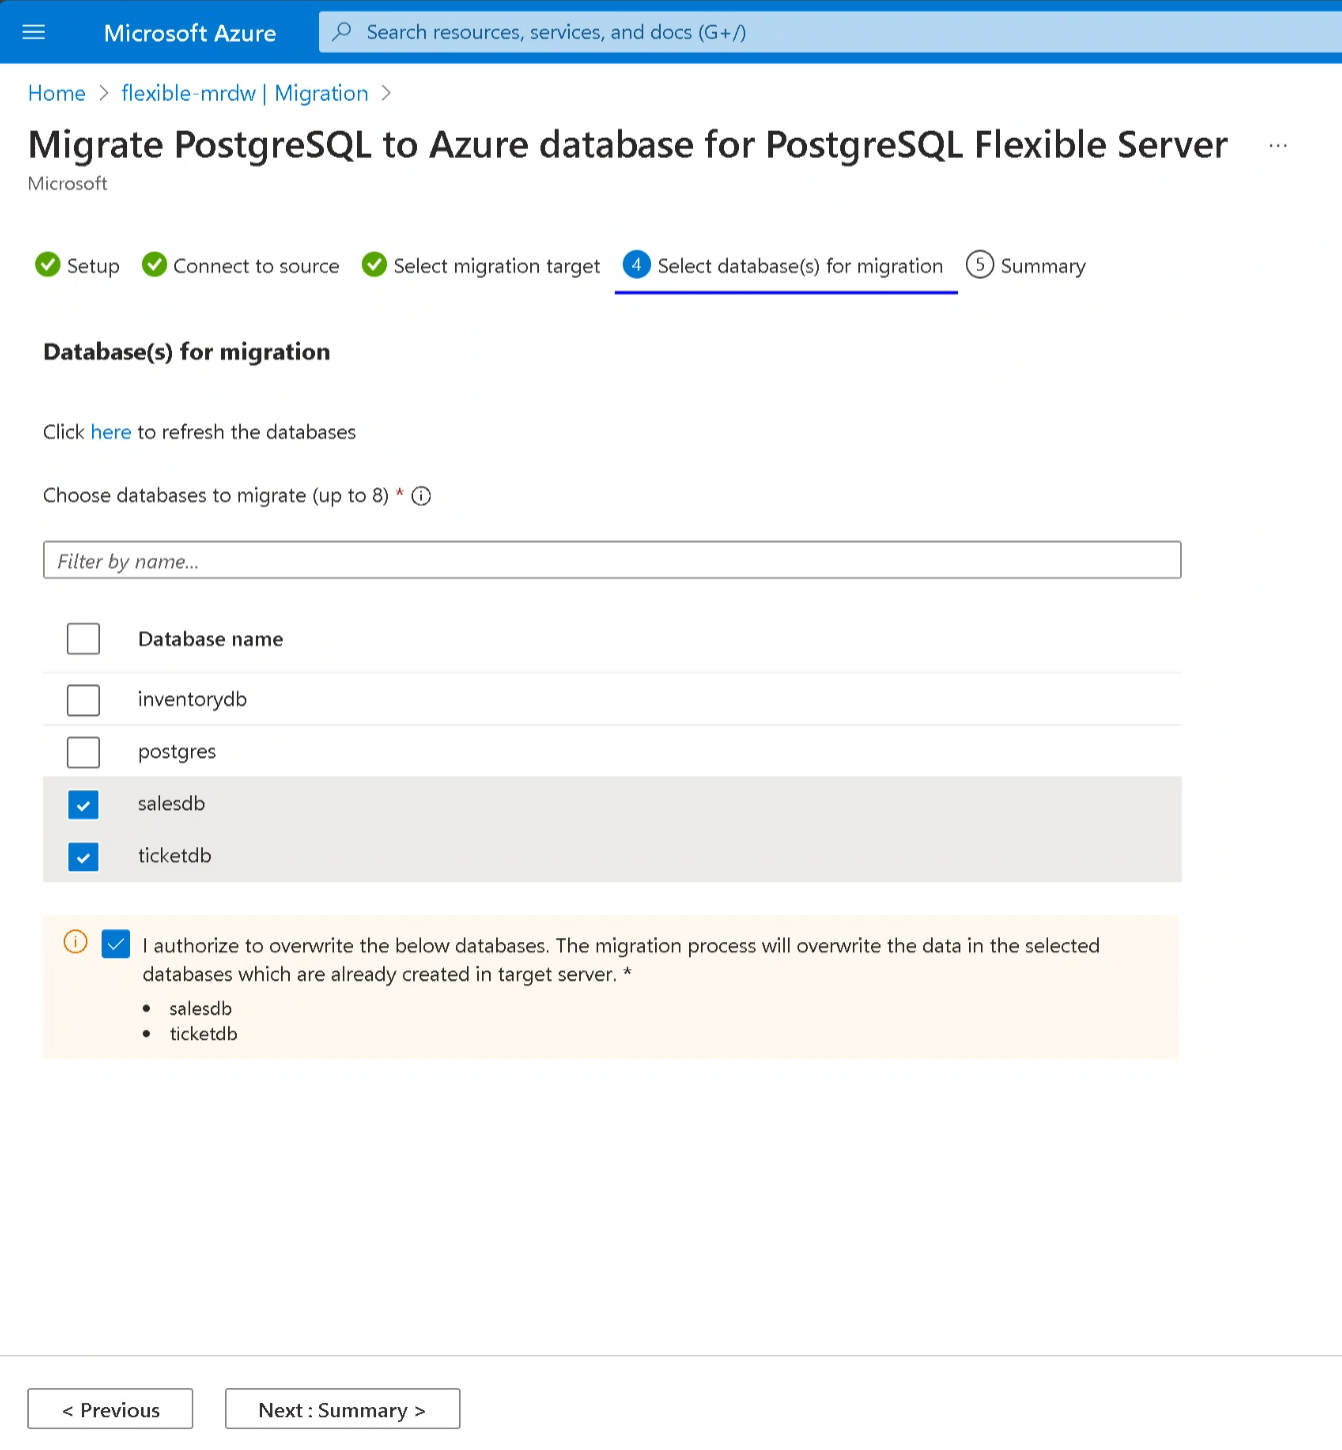 Microsoft Azure
Search resources, services, and docs (G+/)
Home > flexible-mrdw | Migration >
Migrate PostgreSQL to Azure database for PostgreSQL Flexible Server ...
Microsoft
Setup Connect to source Select migration target 4 Select database(s) for migration 5 Summary
Database(s) for migration
Click here to refresh the databases
Choose databases to migrate (up to 8) *
Filter by name...
Database name
inventorydb
postgres
salesdb
ticketdb
I authorize to overwrite the below databases. The migration process will overwrite the data in the selected
databases which are already created in target server. *
• salesdb
• ticketdb
< Previous
Next : Summary >